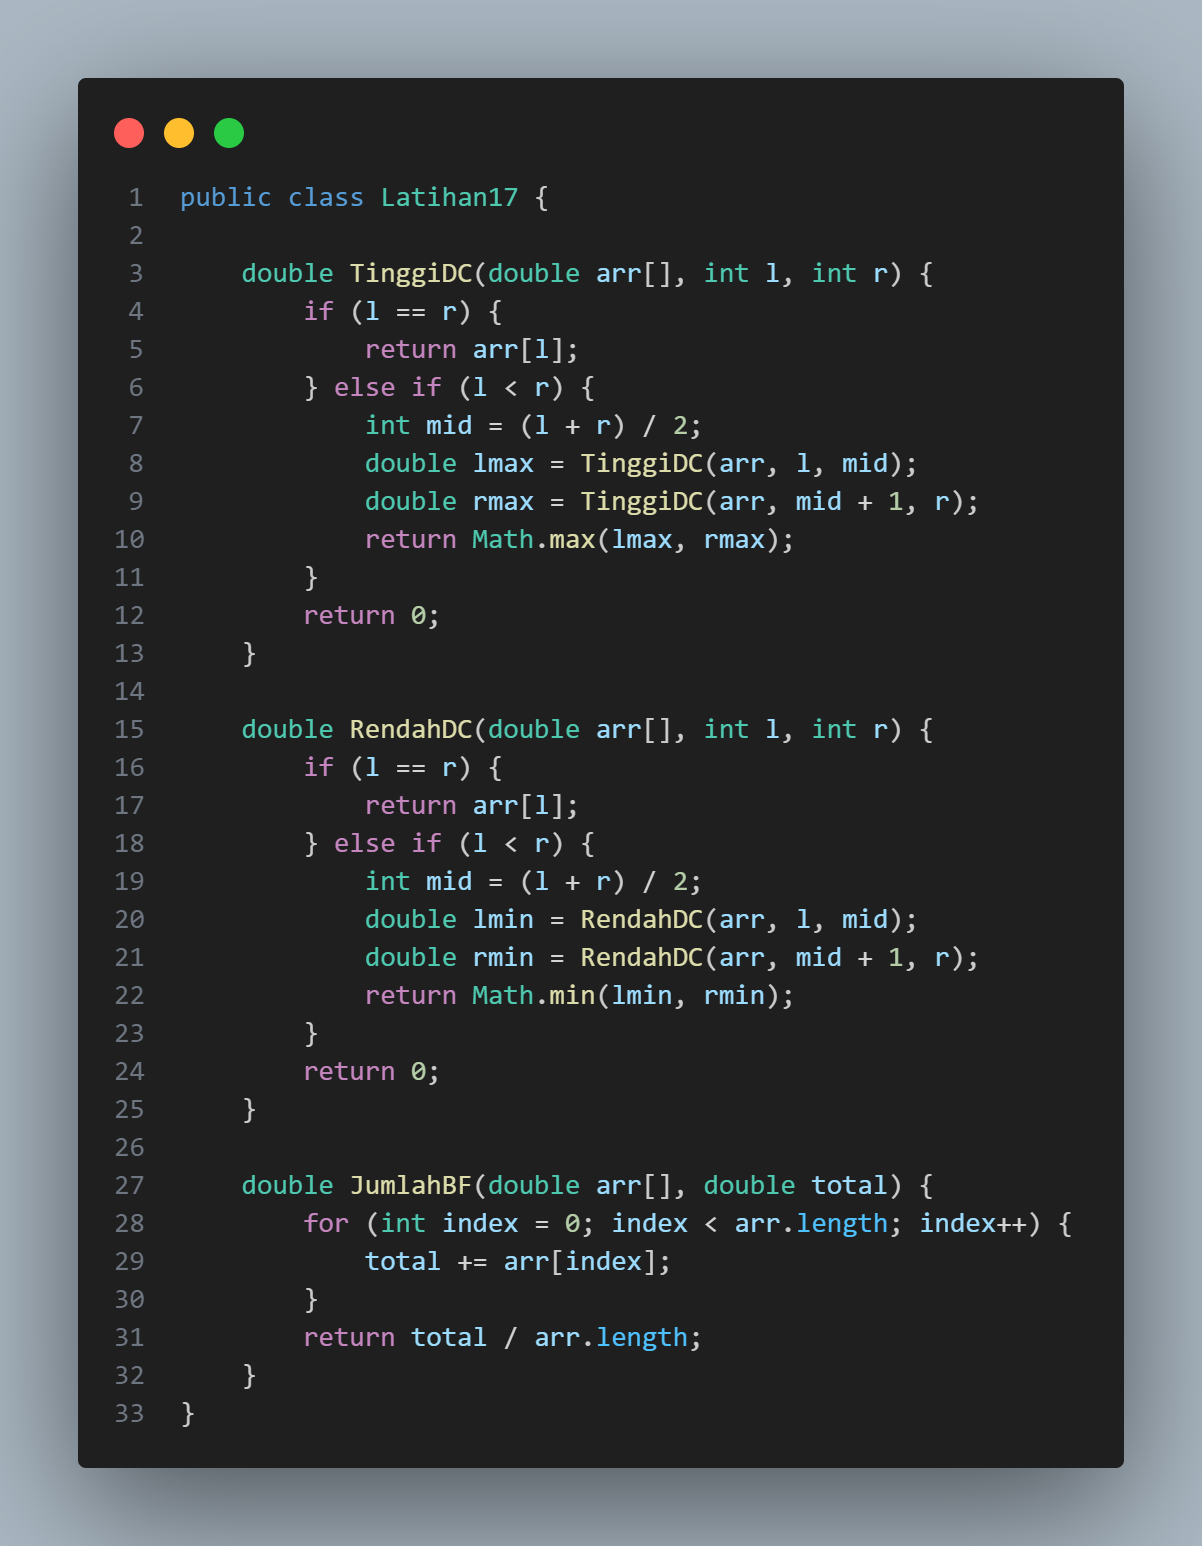 1 public class Latihan17 {
2
3     double TinggiDC(double arr[], int l, int r) {
4         if (l == r) {
5             return arr[l];
6         } else if (l < r) {
7             int mid = (l + r) / 2;
8             double lmax = TinggiDC(arr, l, mid);
9             double rmax = TinggiDC(arr, mid + 1, r);
10             return Math.max(lmax, rmax);
11         }
12         return 0;
13     }
14
15     double RendahDC(double arr[], int l, int r) {
16         if (l == r) {
17             return arr[l];
18         } else if (l < r) {
19             int mid = (l + r) / 2;
20             double lmin = RendahDC(arr, l, mid);
21             double rmin = RendahDC(arr, mid + 1, r);
22             return Math.min(lmin, rmin);
23         }
24         return 0;
25     }
26
27     double JumlahBF(double arr[], double total) {
28         for (int index = 0; index < arr.length; index++) {
29             total += arr[index];
30         }
31         return total / arr.length;
32     }
33 }